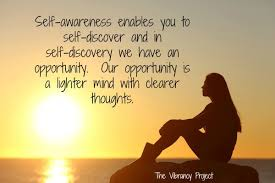 Self-awareness enables you to
self-discover and in
self-discovery we have an
opportunity. Our opportunity is
a lighter mind with clearer
thoughts.
The Vibrancy Project